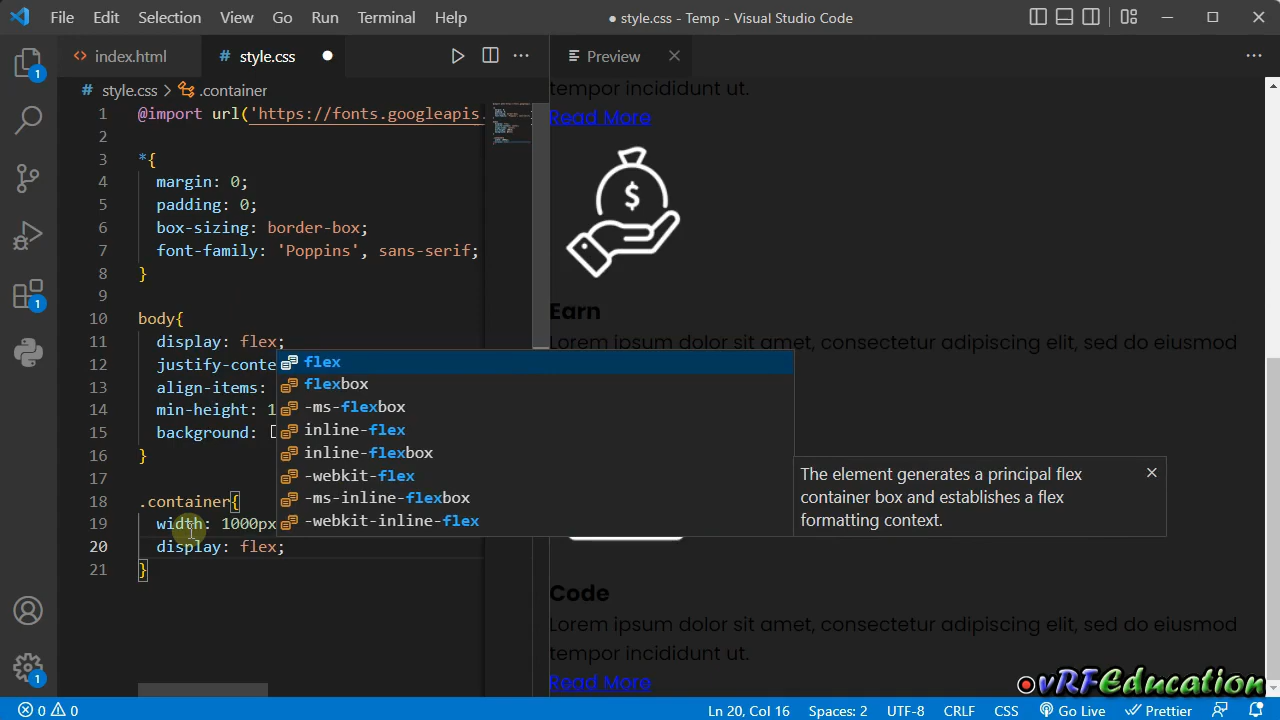 File Edit Selection View Go Run Terminal Help
● style.css - Temp - Visual Studio Code
index.html
# style.css
Preview
# style.css > .container
1 @import url('https://fonts.googleapis.
2
3 *{
4 margin: 0;
5 padding: 0;
6 box-sizing: border-box;
7 font-family: 'Poppins', sans-serif;
8 }
9
10 body{
11 display: flex;
12 justify-conte
13 align-items:
14 min-height: 1
15 background:
16 }
17
18 .container{
19 width: 1000px
20 display: flex;
21 }
flex
flexbox
-ms-flexbox
inline-flex
inline-flexbox
-webkit-flex
-ms-inline-flexbox
-webkit-inline-flex
The element generates a principal flex
container box and establishes a flex
formatting context.
tempor incididunt ut.
Read More
$
Earn
Lorem ipsum dolor sit amet, consectetur adipiscing elit, sed do eiusmod
Code
Lorem ipsum dolor sit amet, consectetur adipiscing elit, sed do eiusmod
tempor incididunt ut.
Read More
vRFEducation
1
1
1
0 0
Ln 20, Col 16
Spaces: 2
UTF-8
CRLF
CSS
Go Live
Prettier